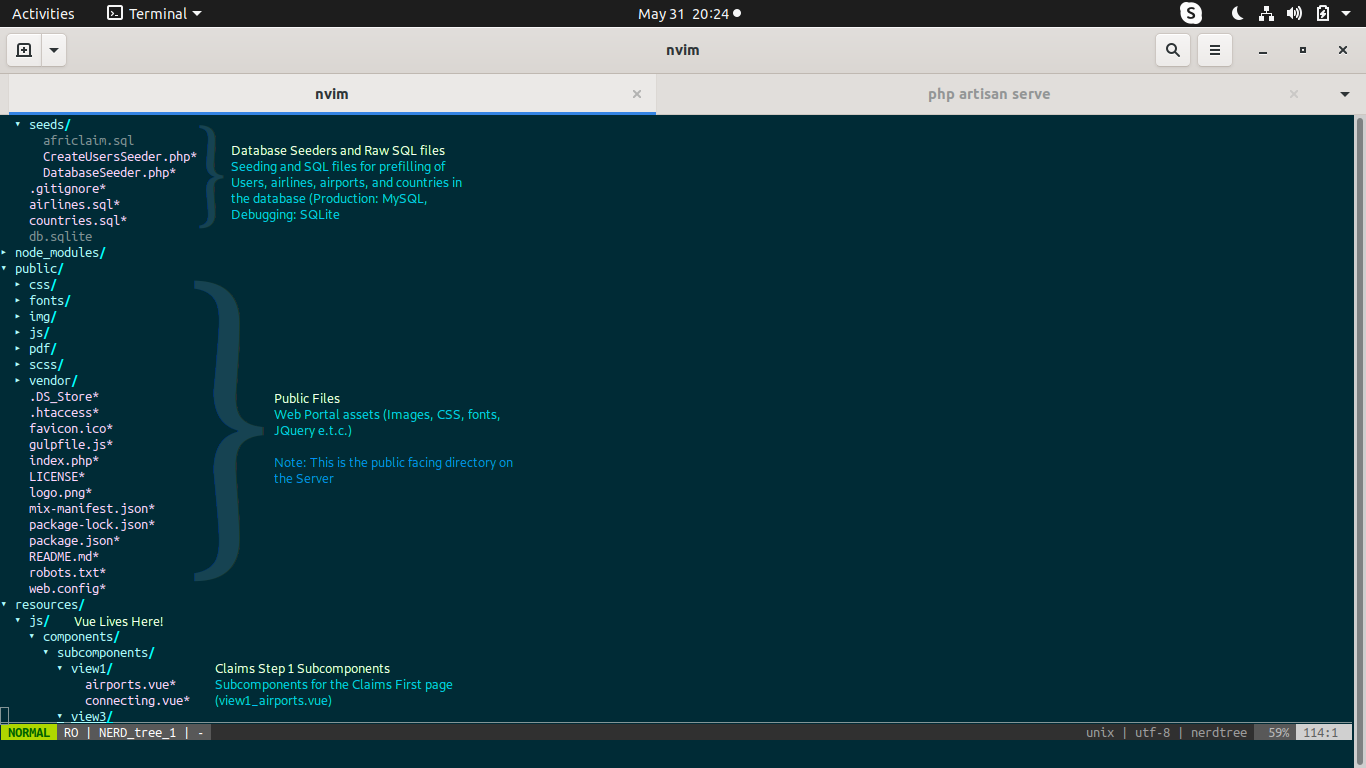 Activities Terminal May 31 20:24
nvim
nvim php artisan serve
seeds/
africlaim.sql
CreateUsersSeeder.php*
DatabaseSeeder.php*
.gitignore*
airlines.sql*
countries.sql*
db.sqlite
Database Seeders and Raw SQL files
Seeding and SQL files for prefilling of
Users, airlines, airports, and countries in
the database (Production: MySQL,
Debugging: SQLite
node_modules/
public/
css/
fonts/
img/
js/
pdf/
scss/
vendor/
.DS_Store*
.htaccess*
favicon.ico*
gulpfile.js*
index.php*
LICENSE*
logo.png*
mix-manifest.json*
package-lock.json*
package.json*
README.md*
robots.txt*
web.config*
Public Files
Web Portal assets (Images, CSS, fonts,
JQuery e.t.c.)
Note: This is the public facing directory on
the Server
resources/
js/ Vue Lives Here!
components/
subcomponents/
view1/
airports.vue*
connecting.vue*
view3/
Claims Step 1 Subcomponents
Subcomponents for the Claims First page
(view1_airports.vue)
NORMAL RO | NERD_tree_1 | - unix | utf-8 | nerdtree 59% 114:1